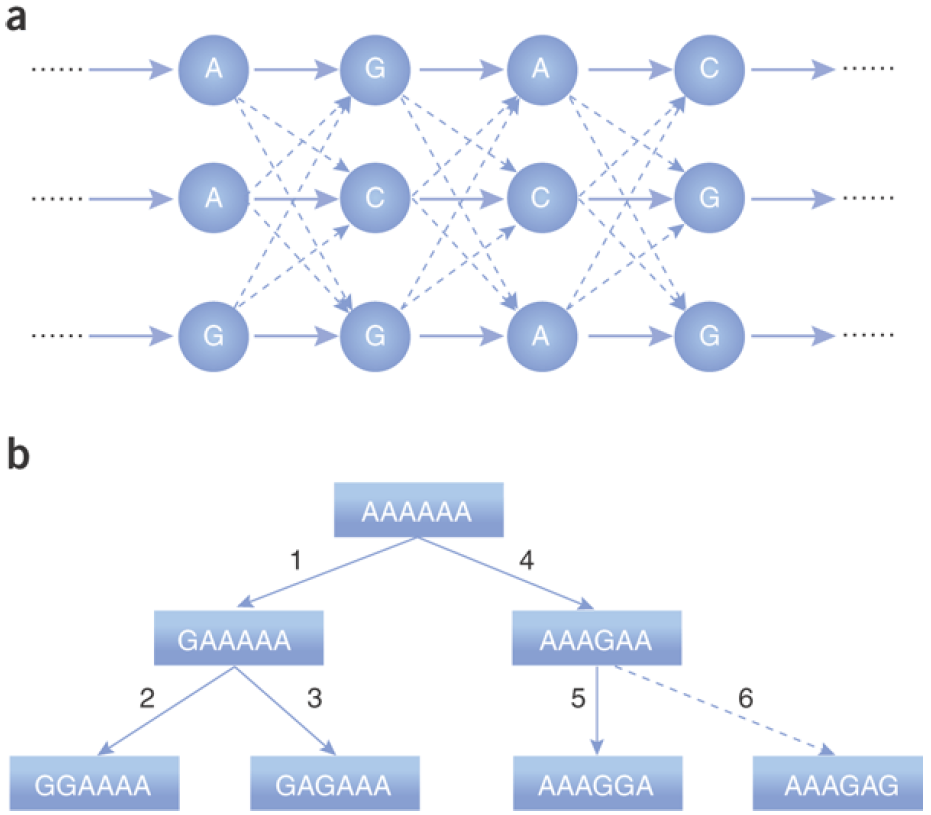 a
...... A G A C ......
...... A C C G ......
...... G G A G ......
b
AAAAAA
1 4
GAAAAA AAAGAA
2 3 5 6
GGAAAA GAGAAA AAAGGA AAAGAG